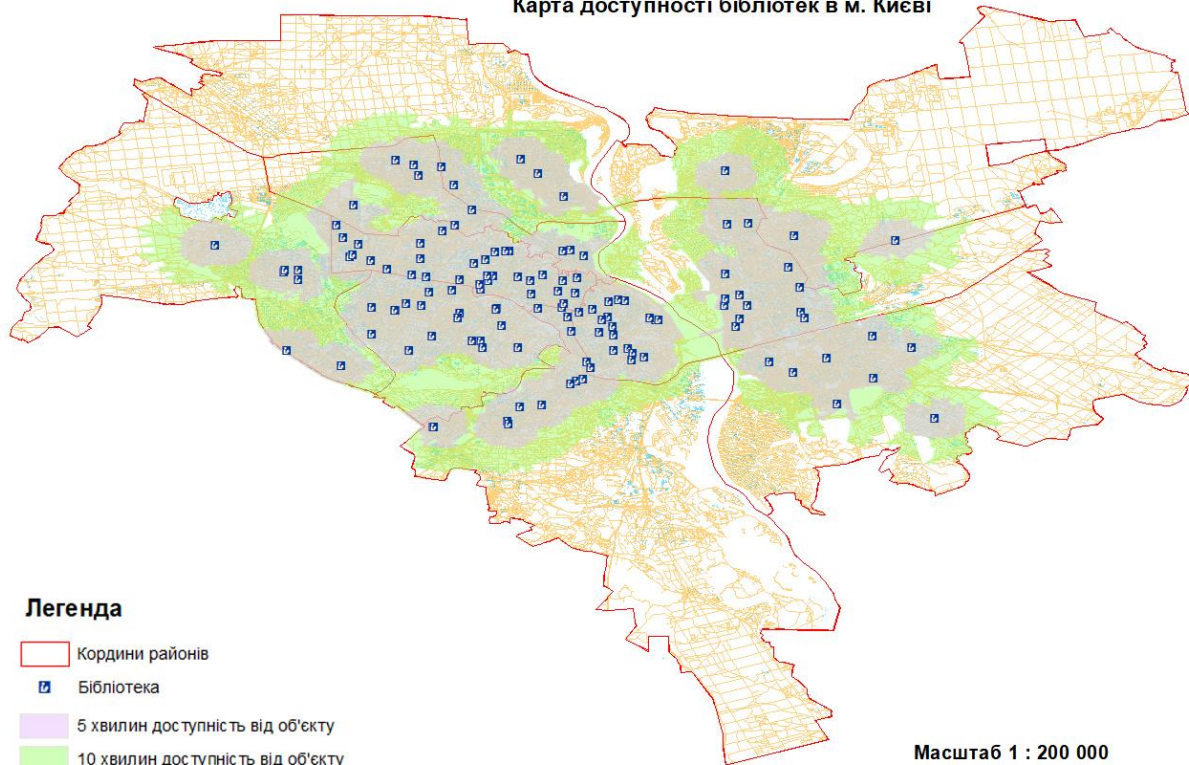 Карта доступності бібліотек в м. Києві
Легенда
Кордини районів
Бібліотека
5 хвилин доступність від об'єкту
10 хвилин доступність від об'єкту
Масштаб 1 : 200 000